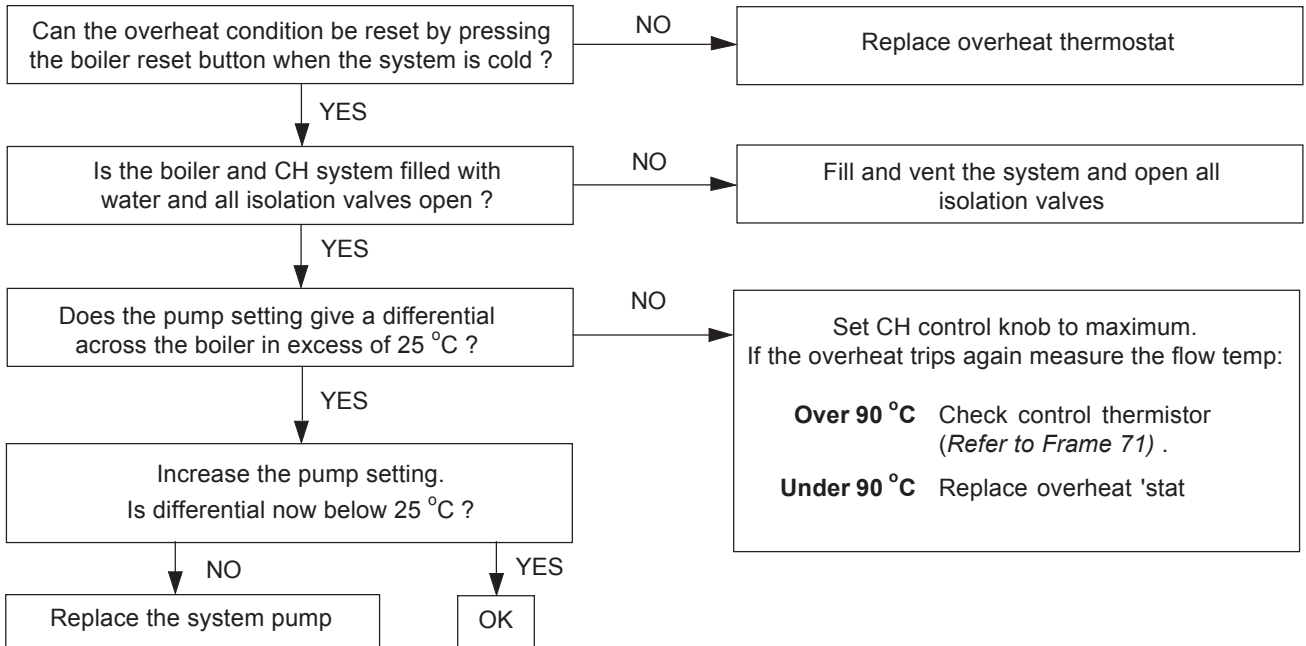 Can the overheat condition be reset by pressing
the boiler reset button when the system is cold ?
NO
Replace overheat thermostat
YES
Is the boiler and CH system filled with
water and all isolation valves open ?
NO
Fill and vent the system and open all
isolation valves
YES
Does the pump setting give a differential
across the boiler in excess of 25 °C ?
NO
Set CH control knob to maximum.
If the overheat trips again measure the flow temp:
Over 90 °C Check control thermistor
(Refer to Frame 71) .
Under 90 °C Replace overheat 'stat
YES
Increase the pump setting.
Is differential now below 25 °C ?
NO
YES
Replace the system pump
OK